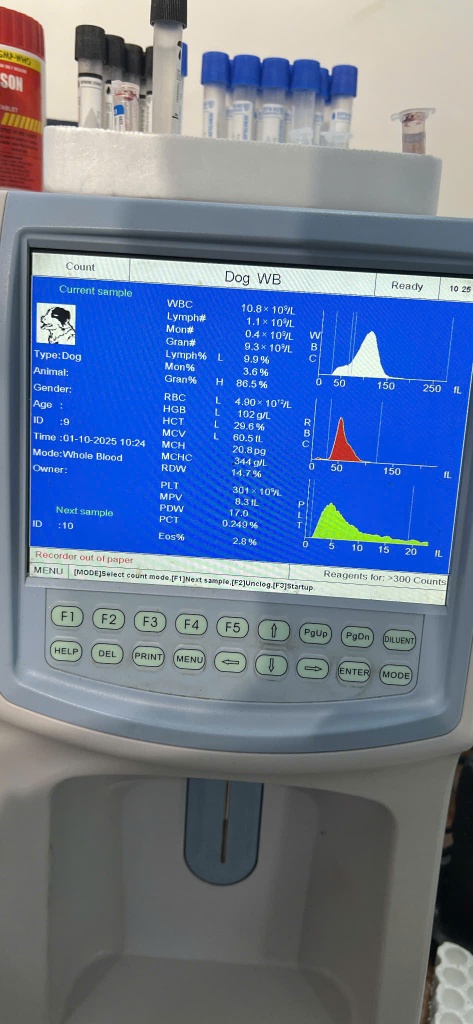 SON
TABLET
Count
Dog WB
Ready
10 25
Current sample
Type:Dog
Animal:
Gender:
Age :
ID :9
Time :01-10-2025 10:24
Mode:Whole Blood
Owner:
Next sample
ID :10
WBC 10.8 × 10⁹/L
Lymph# 1.1 × 10⁹/L
Mon# 0.4 × 10⁹/L
Gran# 9.3 × 10⁹/L
Lymph% L 9.9 %
Mon% 3.6 %
Gran% H 86.5 %
RBC L 4.90 × 10¹²/L
HGB L 102 g/L
HCT L 29.6 %
MCV L 60.5 fL
MCH 20.8 pg
MCHC 344 g/L
RDW 14.7 %
PLT 301 × 10⁹/L
MPV 8.3 fL
PDW 17.0
PCT 0.249 %
Eos% 2.8 %
WBC
0 50 150 250 fL
RBC
0 50 150 fL
PLT
0 5 10 15 20 fL
Recorder out of paper
Reagents for: >300 Counts
MENU [MODE]Select count mode.[F1]Next sample.[F2]Unclog.[F3]Startup.
F1 F2 F3 F4 F5 ⇧ PgUp PgDn DILUENT
HELP DEL PRINT MENU ⇦ ⇩ ⇨ ENTER MODE